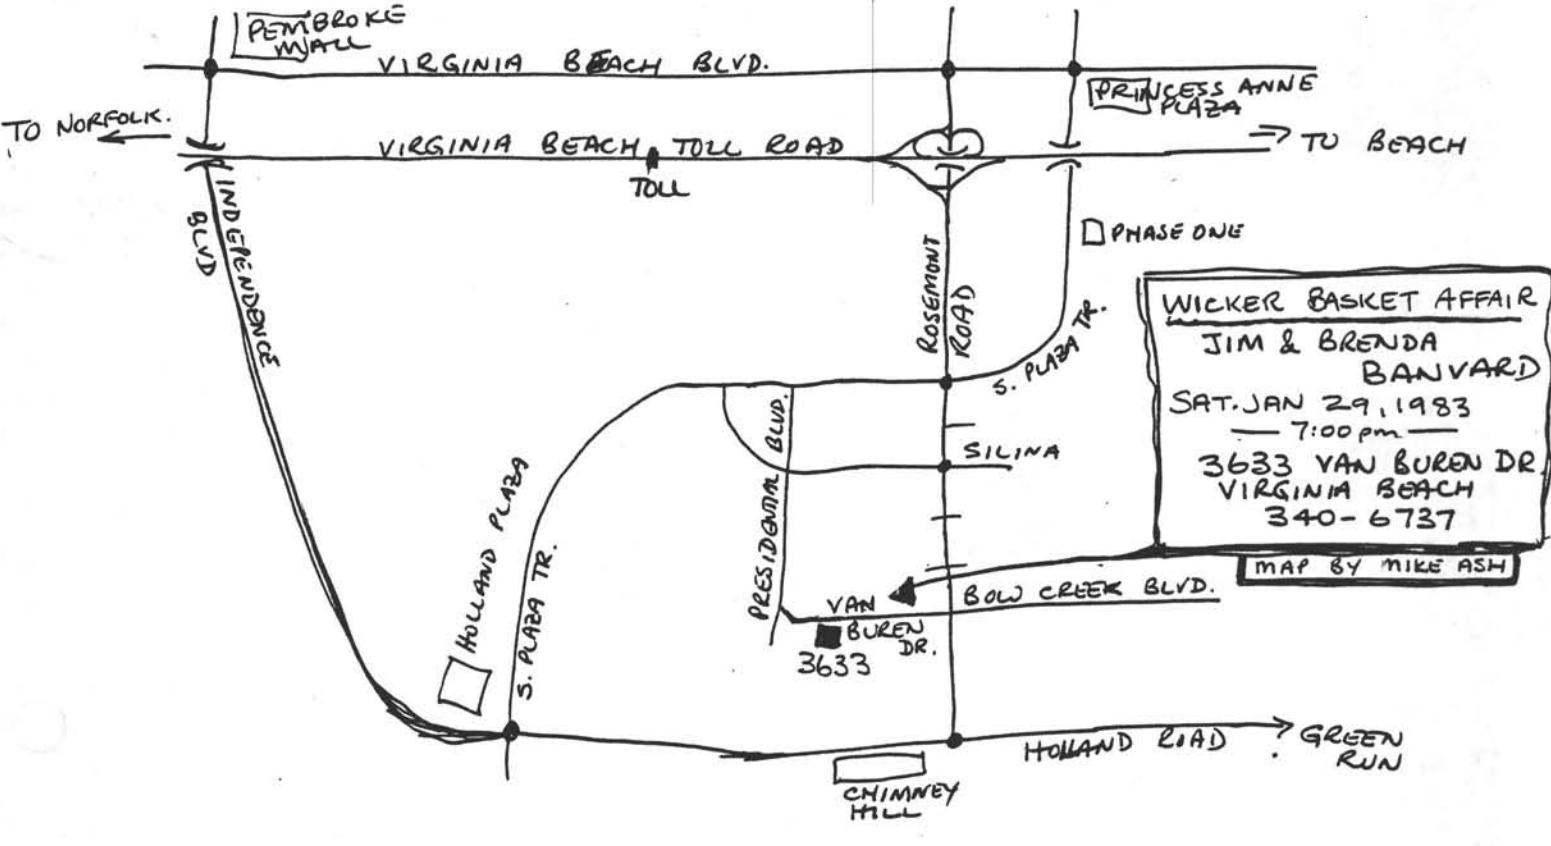 PEMBROKE
MALL
VIRGINIA BEACH BLVD.
PRINCESS ANNE
PLAZA
TO NORFOLK.
VIRGINIA BEACH TOLL ROAD
TO BEACH
TOLL
INDEPENDENCE
BLVD
PHASE ONE
ROSEMONT
ROAD
S. PLAZA TR.
WICKER BASKET AFFAIR
JIM & BRENDA
BANVARD
SAT. JAN 29, 1983
— 7:00 pm —
3633 VAN BUREN DR.
VIRGINIA BEACH
340-6737
MAP BY MIKE ASH
SILINA
PRESIDENTIAL BLVD.
HOLLAND PLAZA
S. PLAZA TR.
BOW CREEK BLVD.
VAN
BUREN
DR.
3633
HOLLAND ROAD
GREEN
RUN
CHIMNEY
HILL